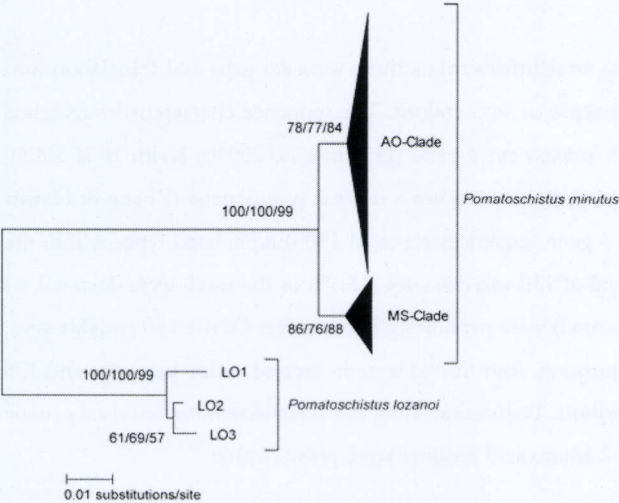 78/77/84
AO-Clade
Pomatoschistus minutus
100/100/99
MS-Clade
86/76/88
100/100/99
LO1
LO2
Pomatoschistus lozanoi
61/69/57
LO3
0.01 substitutions/site